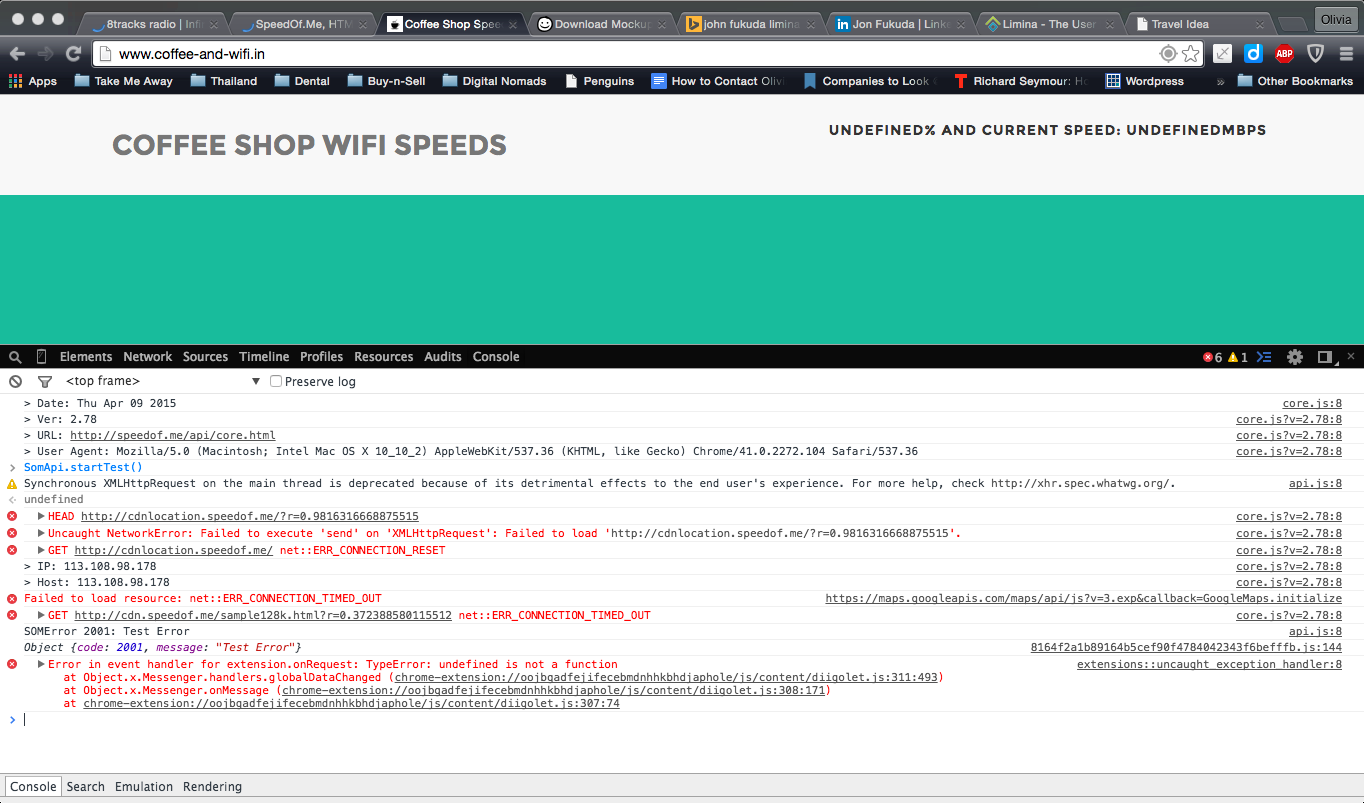 8tracks radio | Infi
SpeedOf.Me, HTM
Coffee Shop Spee
Download Mockup
john fukuda limina
Jon Fukuda | Linke
Limina - The User
Travel Idea
Olivia
www.coffee-and-wifi.in
ABP
Apps
Take Me Away
Thailand
Dental
Buy-n-Sell
Digital Nomads
Penguins
How to Contact Olivi
Companies to Look
Richard Seymour: Ho
Wordpress
» Other Bookmarks
COFFEE SHOP WIFI SPEEDS
UNDEFINED% AND CURRENT SPEED: UNDEFINEDMBPS
Elements Network Sources Timeline Profiles Resources Audits Console
6 1
<top frame> Preserve log
> Date: Thu Apr 09 2015 core.js:8
> Ver: 2.78 core.js?v=2.78:8
> URL: http://speedof.me/api/core.html core.js?v=2.78:8
> User Agent: Mozilla/5.0 (Macintosh; Intel Mac OS X 10_10_2) AppleWebKit/537.36 (KHTML, like Gecko) Chrome/41.0.2272.104 Safari/537.36 core.js?v=2.78:8
> SomApi.startTest()
Synchronous XMLHttpRequest on the main thread is deprecated because of its detrimental effects to the end user's experience. For more help, check http://xhr.spec.whatwg.org/. api.js:8
undefined
HEAD http://cdnlocation.speedof.me/?r=0.9816316668875515 core.js?v=2.78:8
Uncaught NetworkError: Failed to execute 'send' on 'XMLHttpRequest': Failed to load 'http://cdnlocation.speedof.me/?r=0.9816316668875515'. core.js?v=2.78:8
GET http://cdnlocation.speedof.me/ net::ERR_CONNECTION_RESET core.js?v=2.78:8
> IP: 113.108.98.178 core.js?v=2.78:8
> Host: 113.108.98.178 core.js?v=2.78:8
Failed to load resource: net::ERR_CONNECTION_TIMED_OUT https://maps.googleapis.com/maps/api/js?v=3.exp&callback=GoogleMaps.initialize
GET http://cdn.speedof.me/sample128k.html?r=0.372388580115512 net::ERR_CONNECTION_TIMED_OUT core.js?v=2.78:8
SOMError 2001: Test Error api.js:8
Object {code: 2001, message: "Test Error"} 8164f2a1b89164b5cef90f4784042343f6befffb.js:144
Error in event handler for extension.onRequest: TypeError: undefined is not a function extensions::uncaught_exception_handler:8
at Object.x.Messenger.handlers.globalDataChanged (chrome-extension://oojbgadfejifecebmdnhhkbhdjaphole/js/content/diigolet.js:311:493)
at Object.x.Messenger.onMessage (chrome-extension://oojbgadfejifecebmdnhhkbhdjaphole/js/content/diigolet.js:308:171)
at chrome-extension://oojbgadfejifecebmdnhhkbhdjaphole/js/content/diigolet.js:307:74
>
Console Search Emulation Rendering